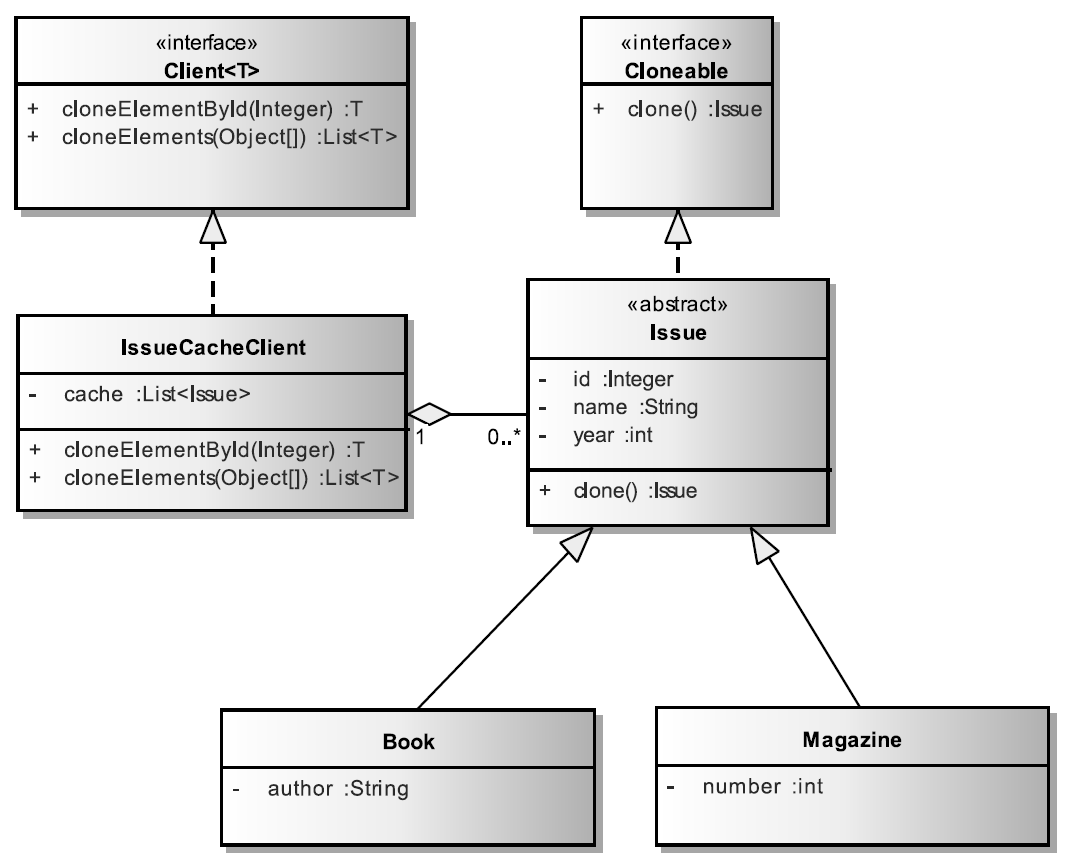 «interface»
Client<T>
+ cloneElementById(Integer) :T
+ cloneElements(Object[]) :List<T>
«interface»
Cloneable
+ clone() :Issue
IssueCacheClient
- cache :List<Issue>
+ cloneElementById(Integer) :T
+ cloneElements(Object[]) :List<T>
1
0..*
«abstract»
Issue
- id :Integer
- name :String
- year :int
+ clone() :Issue
Book
- author :String
Magazine
- number :int